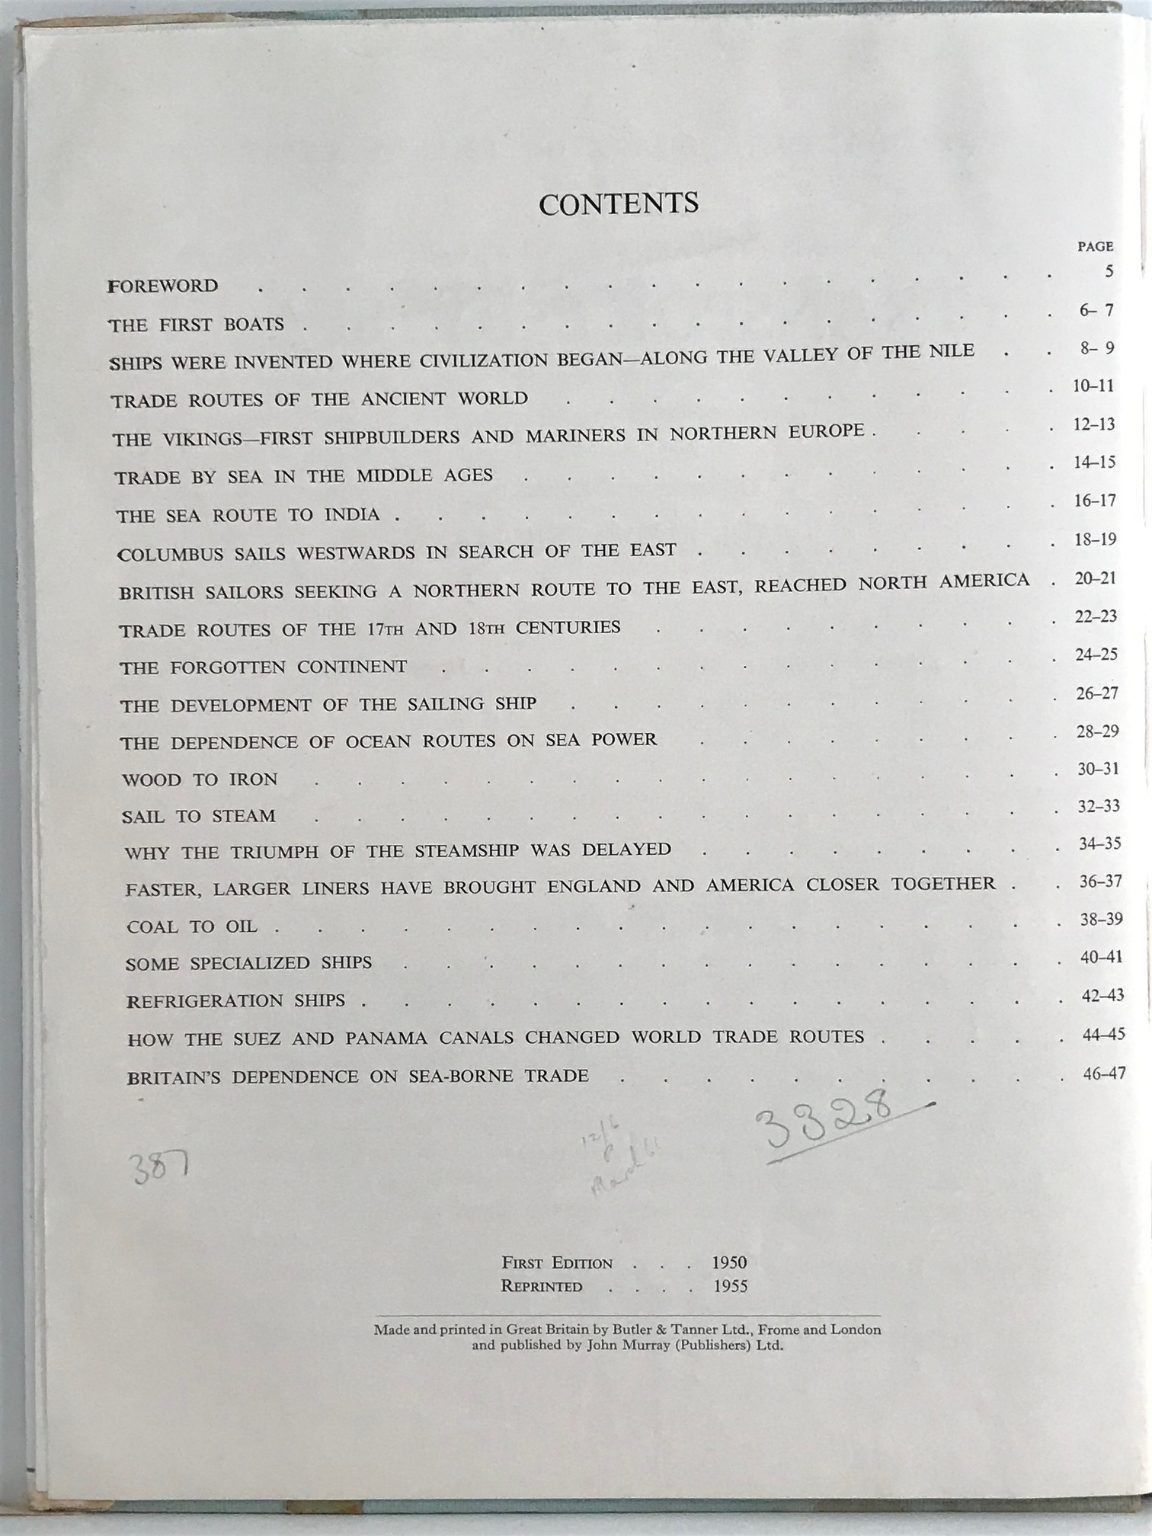 CONTENTS
PAGE
FOREWORD . . . . . . . . . . . . . . . . . . . 5
THE FIRST BOATS . . . . . . . . . . . . . . . . . . 6– 7
SHIPS WERE INVENTED WHERE CIVILIZATION BEGAN—ALONG THE VALLEY OF THE NILE . . 8– 9
TRADE ROUTES OF THE ANCIENT WORLD . . . . . . . . . . . . 10–11
THE VIKINGS—FIRST SHIPBUILDERS AND MARINERS IN NORTHERN EUROPE . . . . . 12–13
TRADE BY SEA IN THE MIDDLE AGES . . . . . . . . . . . . . 14–15
THE SEA ROUTE TO INDIA . . . . . . . . . . . . . . . . 16–17
COLUMBUS SAILS WESTWARDS IN SEARCH OF THE EAST . . . . . . . . . 18–19
BRITISH SAILORS SEEKING A NORTHERN ROUTE TO THE EAST, REACHED NORTH AMERICA . 20–21
TRADE ROUTES OF THE 17TH AND 18TH CENTURIES . . . . . . . . . . 22–23
THE FORGOTTEN CONTINENT . . . . . . . . . . . . . . . 24–25
THE DEVELOPMENT OF THE SAILING SHIP . . . . . . . . . . . . 26–27
THE DEPENDENCE OF OCEAN ROUTES ON SEA POWER . . . . . . . . . 28–29
WOOD TO IRON . . . . . . . . . . . . . . . . . . 30–31
SAIL TO STEAM . . . . . . . . . . . . . . . . . . 32–33
WHY THE TRIUMPH OF THE STEAMSHIP WAS DELAYED . . . . . . . . . 34–35
FASTER, LARGER LINERS HAVE BROUGHT ENGLAND AND AMERICA CLOSER TOGETHER . . 36–37
COAL TO OIL . . . . . . . . . . . . . . . . . . . 38–39
SOME SPECIALIZED SHIPS . . . . . . . . . . . . . . . . 40–41
REFRIGERATION SHIPS . . . . . . . . . . . . . . . . . 42–43
HOW THE SUEZ AND PANAMA CANALS CHANGED WORLD TRADE ROUTES . . . . . 44–45
BRITAIN'S DEPENDENCE ON SEA-BORNE TRADE . . . . . . . . . . . 46–47
3328
387
12/6
FIRST EDITION . . . 1950
REPRINTED . . . . 1955
Made and printed in Great Britain by Butler & Tanner Ltd., Frome and London
and published by John Murray (Publishers) Ltd.